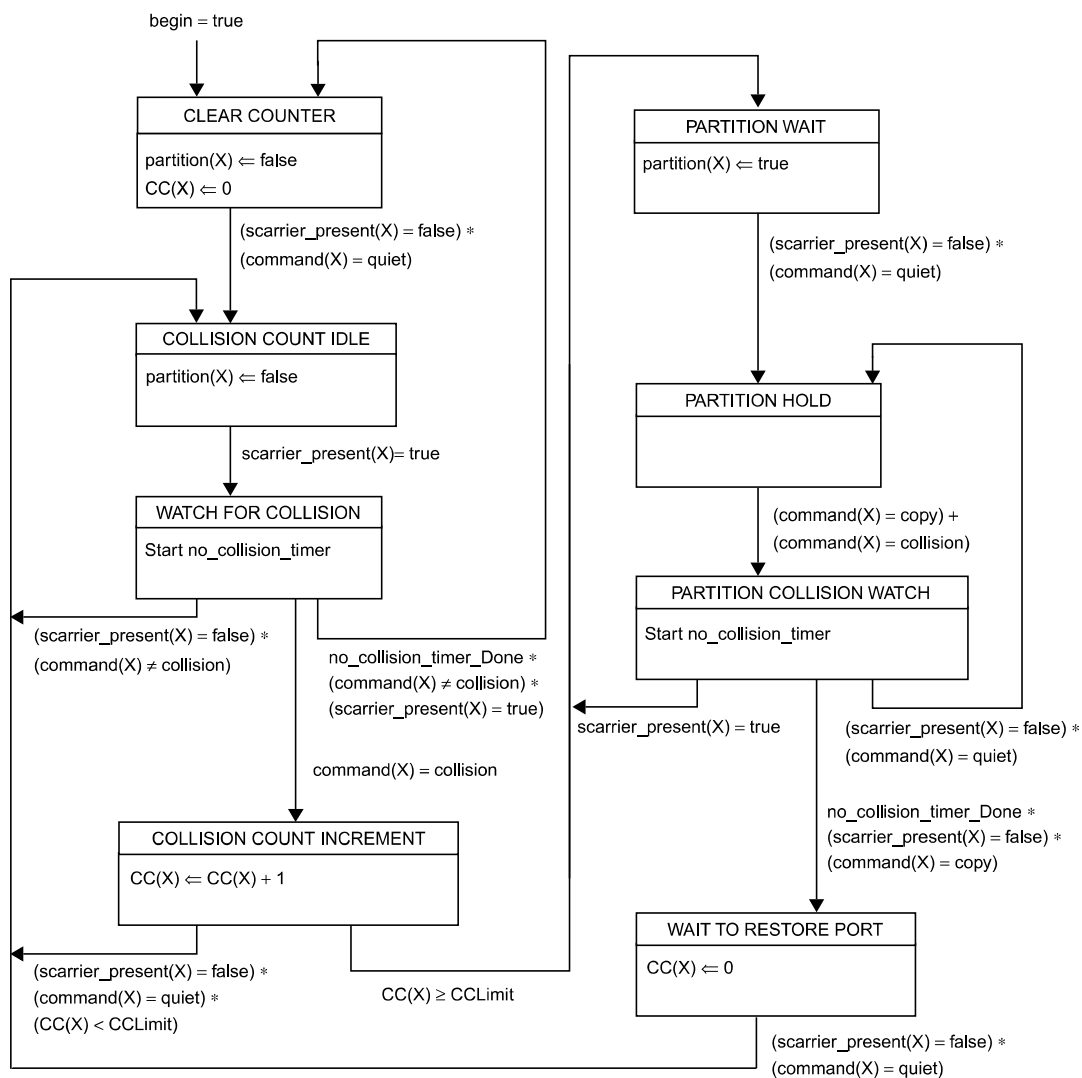 begin = true
CLEAR COUNTER
partition(X) ⇐ false
CC(X) ⇐ 0
(scarrier_present(X) = false) *
(command(X) = quiet)
COLLISION COUNT IDLE
partition(X) ⇐ false
scarrier_present(X)= true
WATCH FOR COLLISION
Start no_collision_timer
(scarrier_present(X) = false) *
(command(X) ≠ collision)
no_collision_timer_Done *
(command(X) ≠ collision) *
(scarrier_present(X) = true)
command(X) = collision
COLLISION COUNT INCREMENT
CC(X) ⇐ CC(X) + 1
(scarrier_present(X) = false) *
(command(X) = quiet) *
(CC(X) < CCLimit)
CC(X) ≥ CCLimit
PARTITION WAIT
partition(X) ⇐ true
(scarrier_present(X) = false) *
(command(X) = quiet)
PARTITION HOLD
(command(X) = copy) +
(command(X) = collision)
PARTITION COLLISION WATCH
Start no_collision_timer
scarrier_present(X) = true
(scarrier_present(X) = false) *
(command(X) = quiet)
no_collision_timer_Done *
(scarrier_present(X) = false) *
(command(X) = copy)
WAIT TO RESTORE PORT
CC(X) ⇐ 0
(scarrier_present(X) = false) *
(command(X) = quiet)